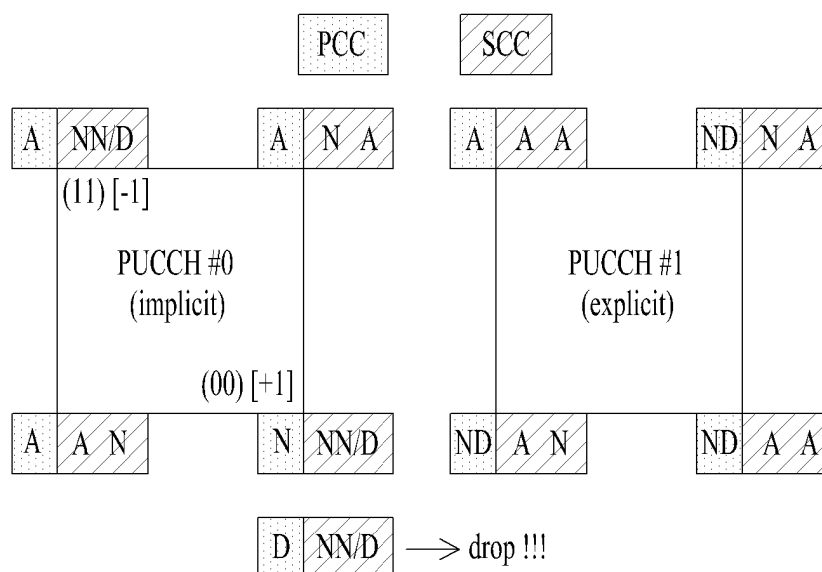 PCC SCC
A NN/D A N A A A A ND N A
(11) [-1]
PUCCH #0 PUCCH #1
(implicit) (explicit)
(00) [+1]
A A N N NN/D ND A N ND A A
D NN/D drop !!!